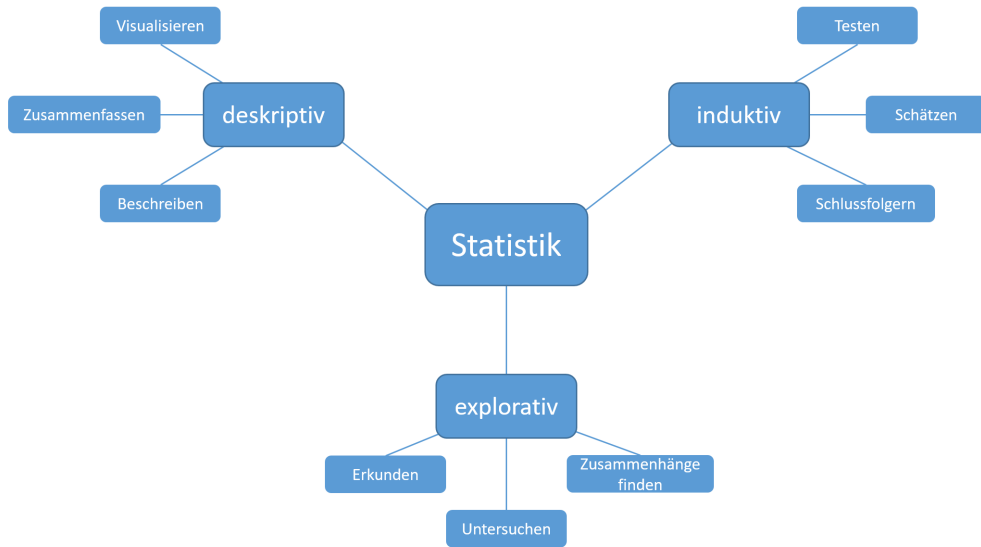 Visualisieren
Testen
deskriptiv
induktiv
Zusammenfassen
Schätzen
Beschreiben
Schlussfolgern
Statistik
explorativ
Erkunden
Zusammenhänge
finden
Untersuchen